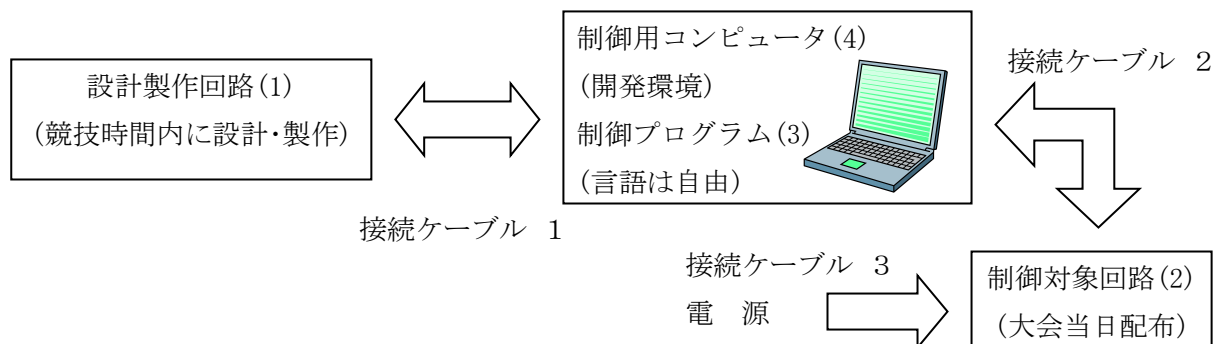 設計製作回路(1)
(競技時間内に設計・製作)
制御用コンピュータ(4)
(開発環境)
制御プログラム(3)
(言語は自由)
接続ケーブル 2
接続ケーブル 1
接続ケーブル 3
電 源
制御対象回路(2)
(大会当日配布)